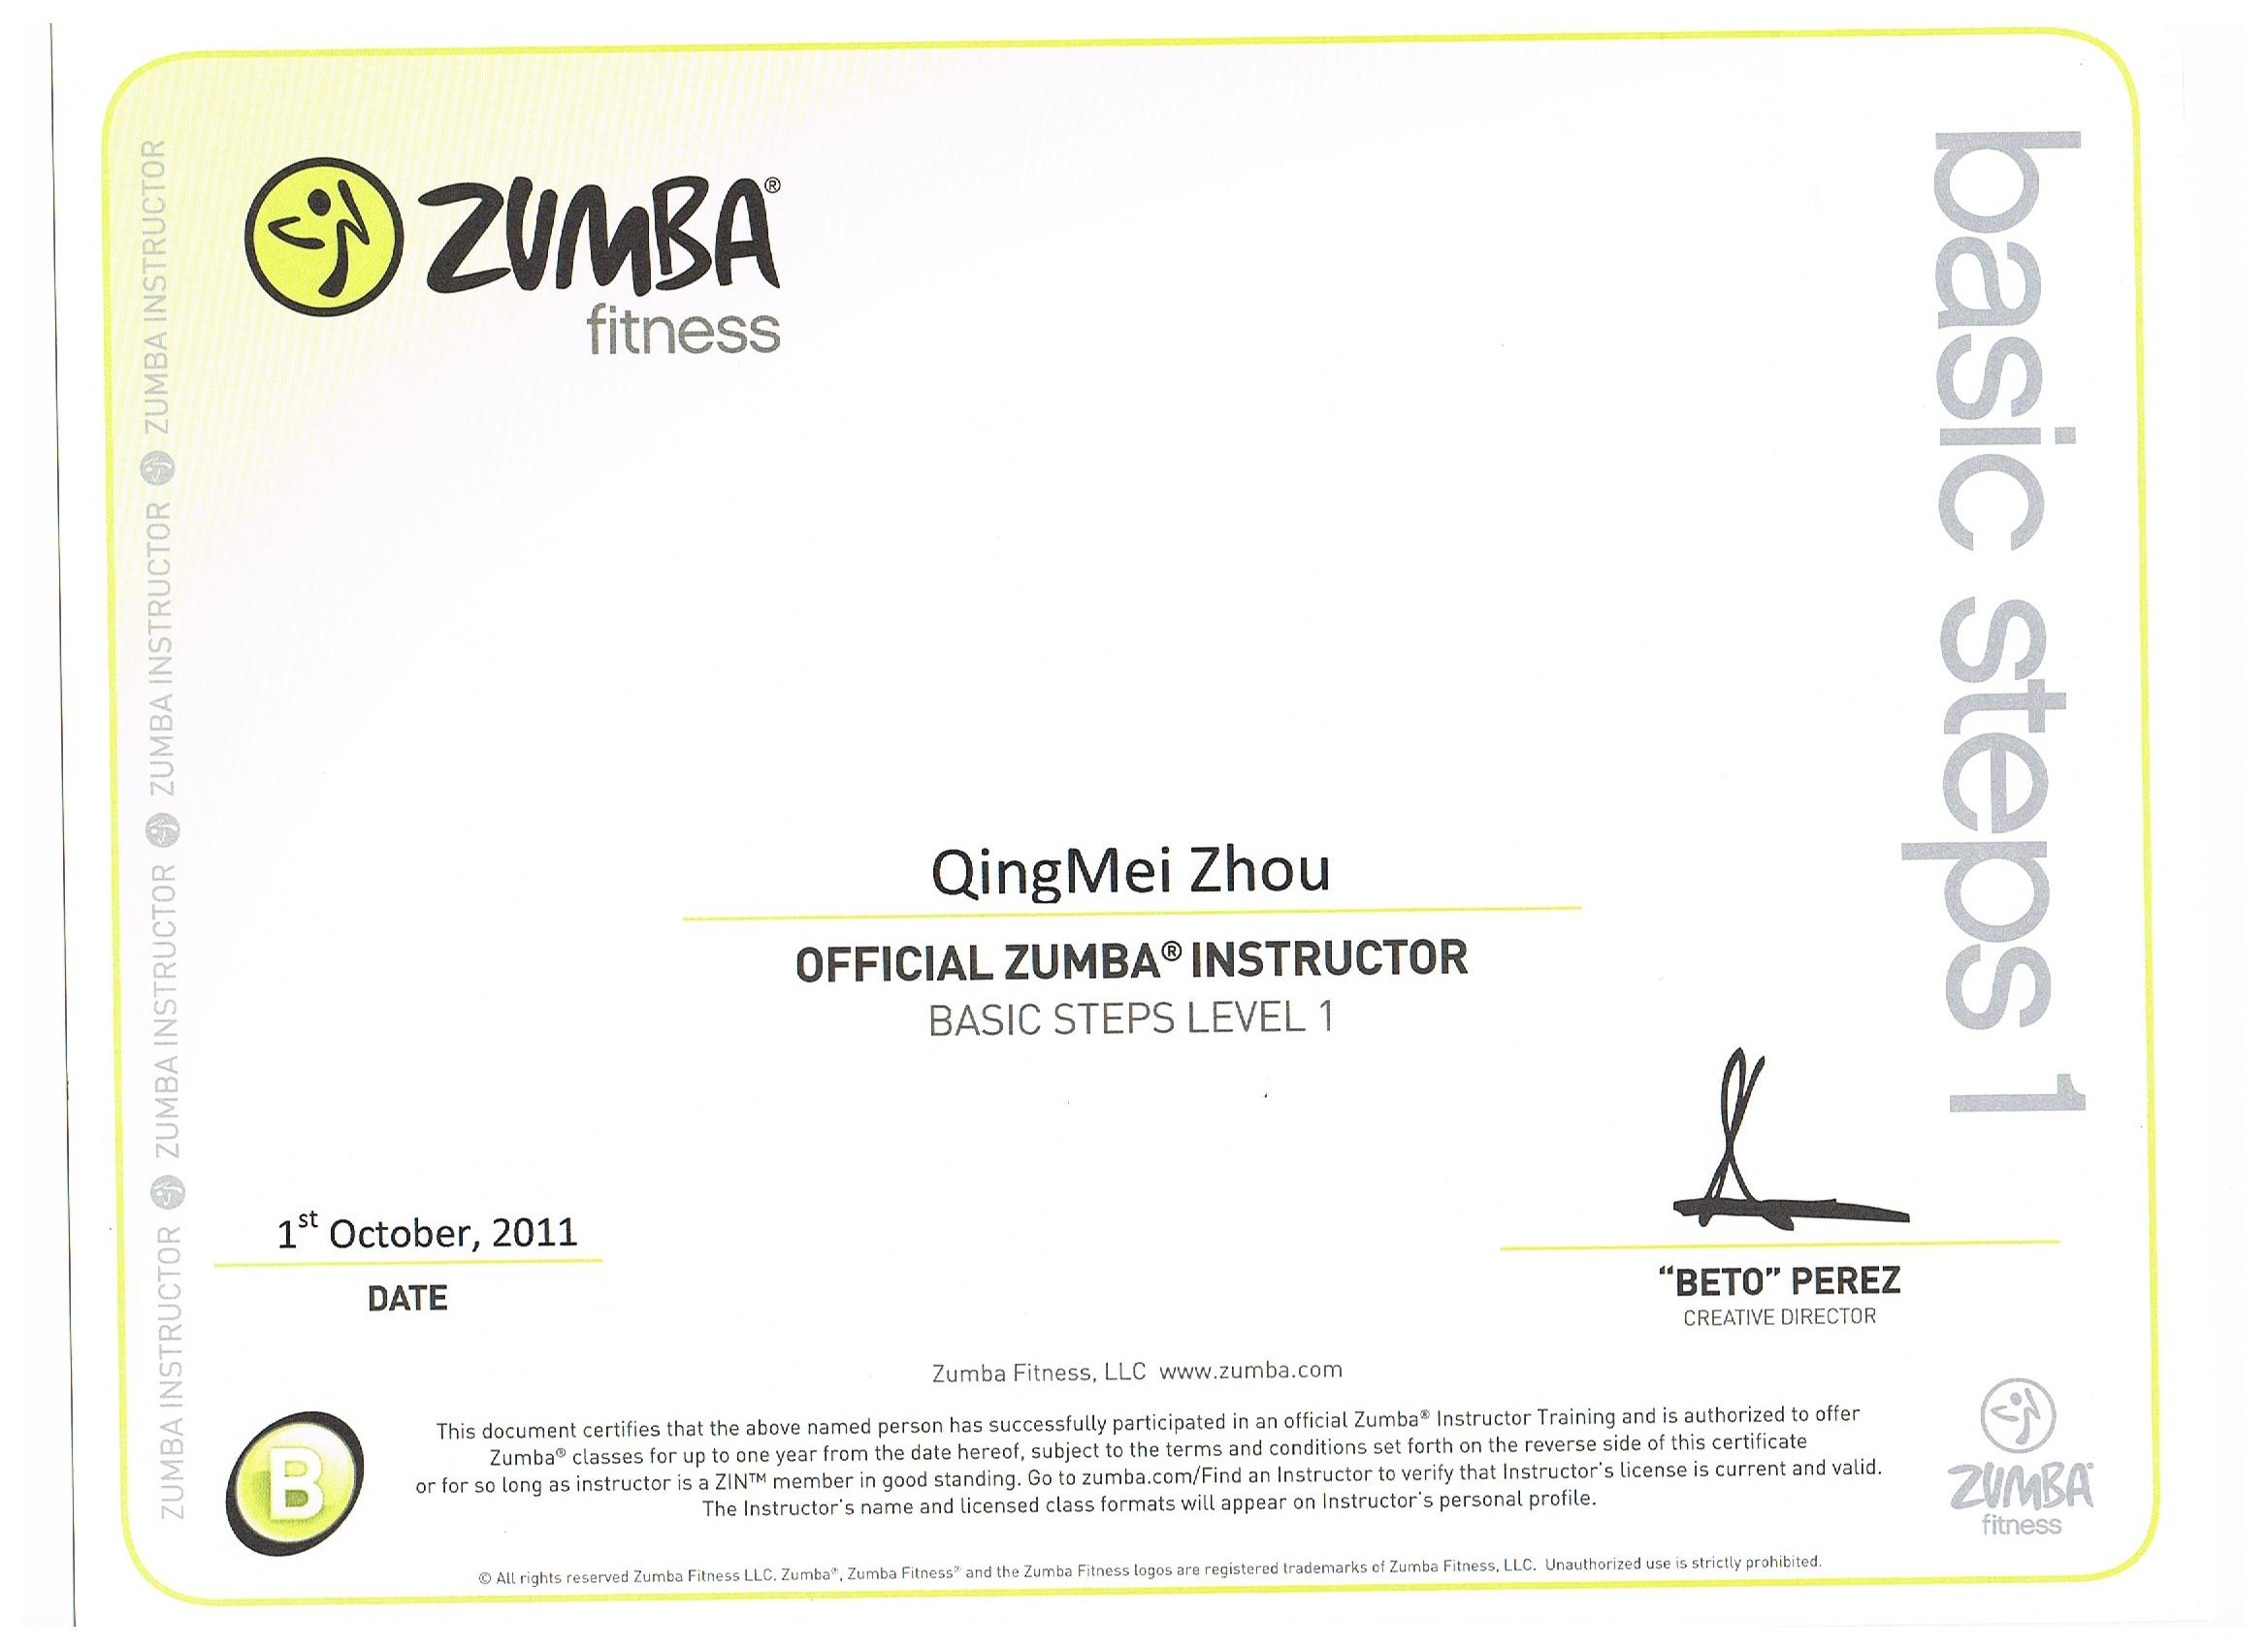 ZUMBA®
fitness
basic steps 1
ZUMBA INSTRUCTOR ZUMBA INSTRUCTOR ZUMBA INSTRUCTOR ZUMBA INSTRUCTOR
QingMei Zhou
OFFICIAL ZUMBA® INSTRUCTOR
BASIC STEPS LEVEL 1
1st October, 2011
DATE
“BETO” PEREZ
CREATIVE DIRECTOR
Zumba Fitness, LLC www.zumba.com
This document certifies that the above named person has successfully participated in an official Zumba® Instructor Training and is authorized to offer
Zumba® classes for up to one year from the date hereof, subject to the terms and conditions set forth on the reverse side of this certificate
or for so long as instructor is a ZIN™ member in good standing. Go to zumba.com/Find an Instructor to verify that Instructor's license is current and valid.
The Instructor's name and licensed class formats will appear on Instructor's personal profile.
B
ZUMBA
fitness
© All rights reserved Zumba Fitness LLC. Zumba®, Zumba Fitness® and the Zumba Fitness logos are registered trademarks of Zumba Fitness, LLC. Unauthorized use is strictly prohibited.